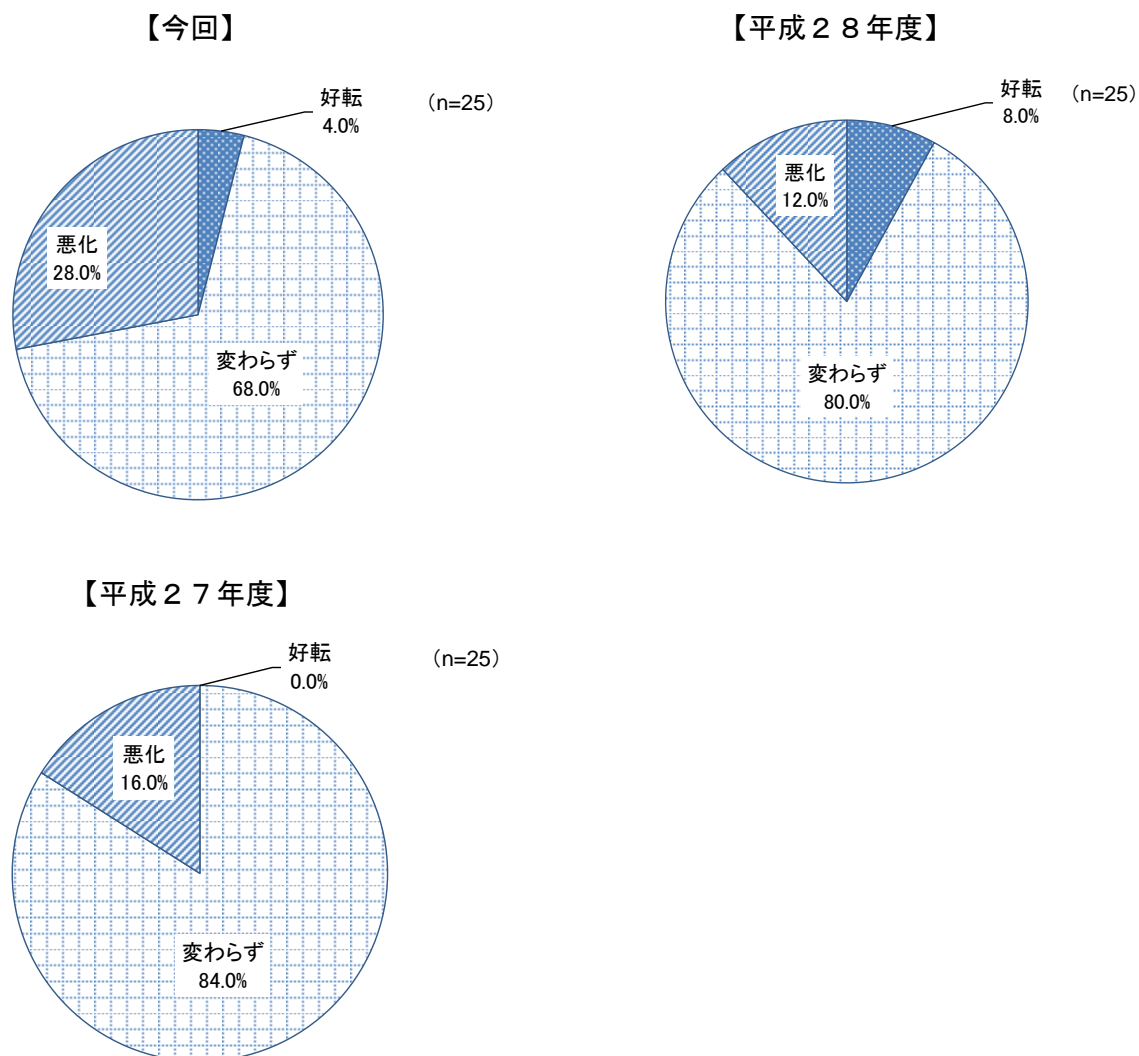 【今回】
好転
4.0%
（n=25）
悪化
28.0%
変わらず
68.0%
【平成２８年度】
好転
8.0%
（n=25）
悪化
12.0%
変わらず
80.0%
【平成２７年度】
好転
0.0%
（n=25）
悪化
16.0%
変わらず
84.0%